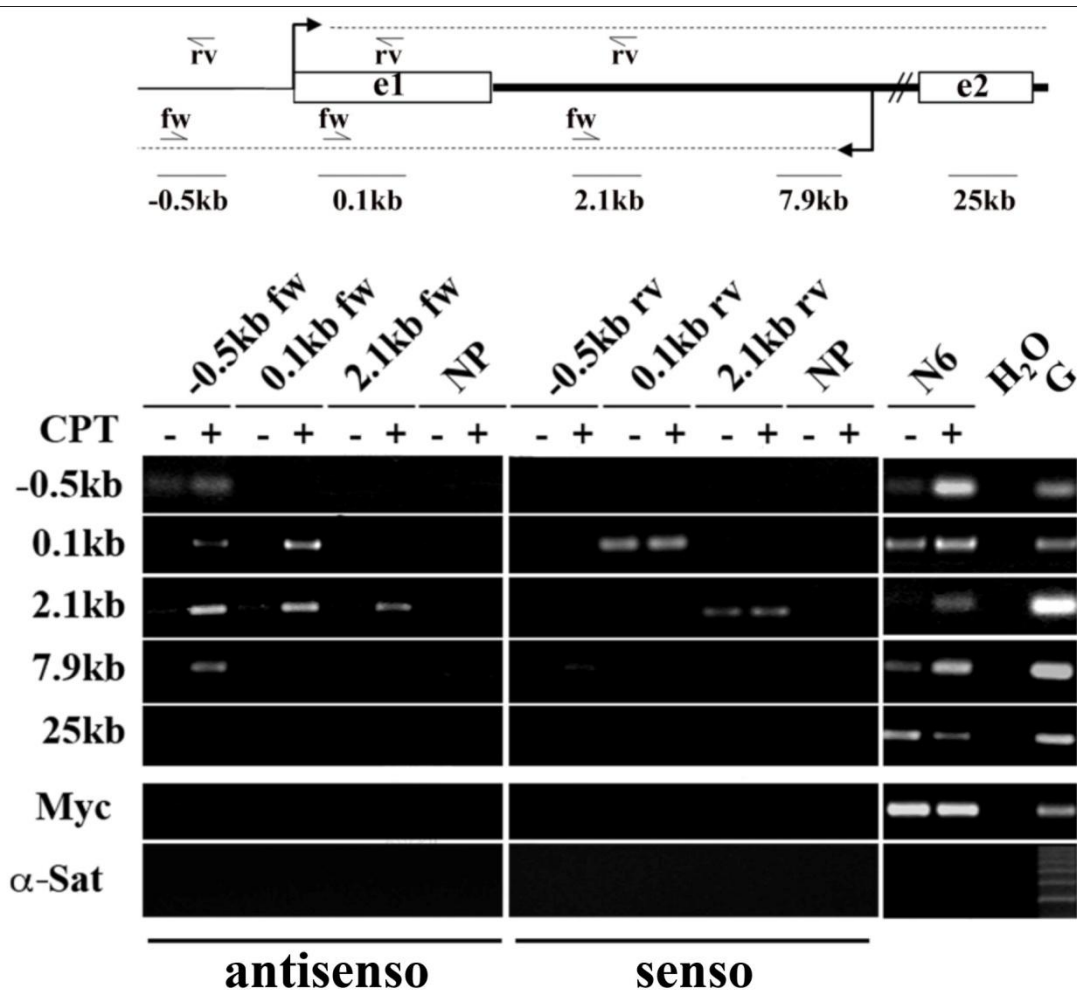 rv rv rv
e1 e2
fw fw fw
-0.5kb 0.1kb 2.1kb 7.9kb 25kb
-0.5kb fw 0.1kb fw 2.1kb fw NP -0.5kb rv 0.1kb rv 2.1kb rv NP N6 H₂O G
CPT - + - + - + - + - + - + - + - + - +
-0.5kb
0.1kb
2.1kb
7.9kb
25kb
Myc
α-Sat
antisenso senso